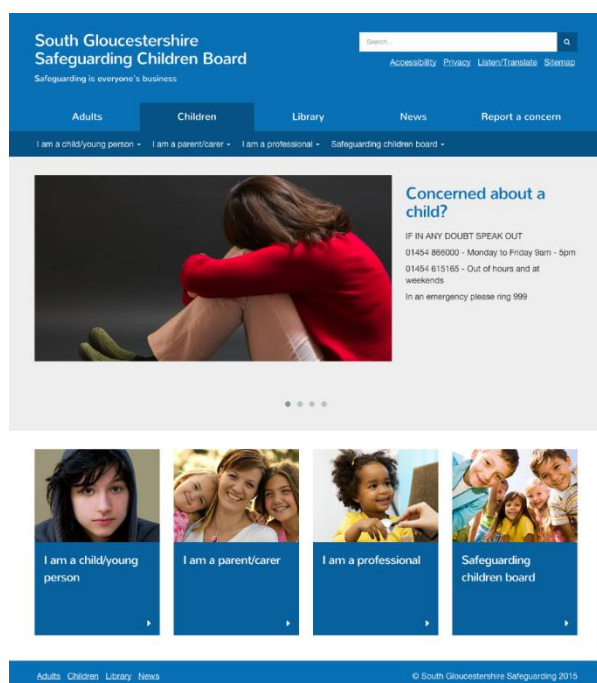 South Gloucestershire
Safeguarding Children Board
Safeguarding is everyone's business
Search...
Accessibility Privacy Listen/Translate Sitemap
Adults Children Library News Report a concern
I am a child/young person I am a parent/carer I am a professional Safeguarding children board
Concerned about a
child?
IF IN ANY DOUBT SPEAK OUT
01454 866000 - Monday to Friday 9am - 5pm
01454 615165 - Out of hours and at
weekends
In an emergency please ring 999
I am a child/young
person
I am a parent/carer
I am a professional
Safeguarding
children board
Adults Children Library News
© South Gloucestershire Safeguarding 2015